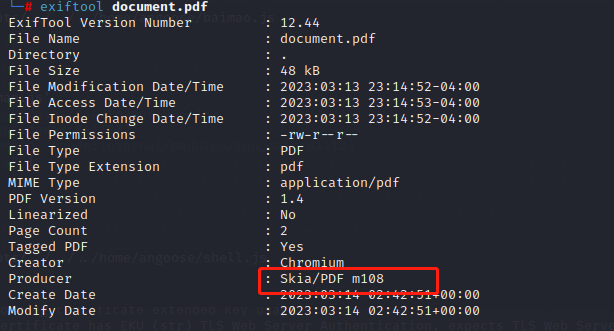 └─# exiftool document.pdf
ExifTool Version Number : 12.44
File Name : document.pdf
Directory : .
File Size : 48 kB
File Modification Date/Time : 2023:03:13 23:14:52-04:00
File Access Date/Time : 2023:03:13 23:14:53-04:00
File Inode Change Date/Time : 2023:03:13 23:14:52-04:00
File Permissions : -rw-r--r--
File Type : PDF
File Type Extension : pdf
MIME Type : application/pdf
PDF Version : 1.4
Linearized : No
Page Count : 2
Tagged PDF : Yes
Creator : Chromium
Producer : Skia/PDF m108
Create Date : 2023:03:14 02:42:51+00:00
Modify Date : 2023:03:14 02:42:51+00:00